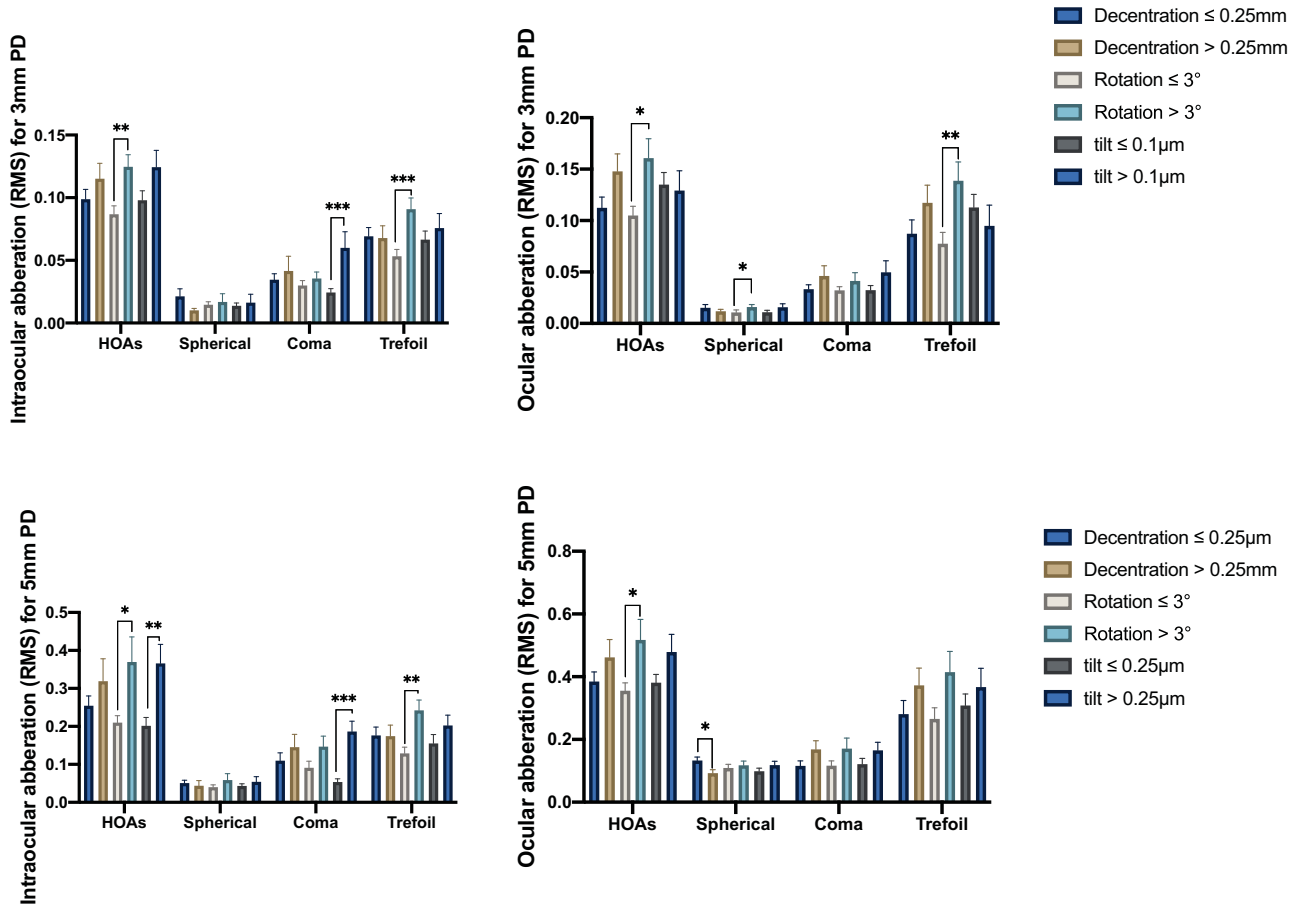 Intraocular abberation (RMS) for 3mm PD
0.15
0.10
0.05
0.00
**
***
***
HOAs
Spherical
Coma
Trefoil
Ocular abberation (RMS) for 3mm PD
0.20
0.15
0.10
0.05
0.00
*
*
**
HOAs
Spherical
Coma
Trefoil
Decentration ≤ 0.25mm
Decentration > 0.25mm
Rotation ≤ 3°
Rotation > 3°
tilt ≤ 0.1µm
tilt > 0.1µm
Intraocular abberation (RMS) for 5mm PD
0.5
0.4
0.3
0.2
0.1
0.0
*
**
***
**
HOAs
Spherical
Coma
Trefoil
Ocular abberation (RMS) for 5mm PD
0.8
0.6
0.4
0.2
0.0
*
*
HOAs
Spherical
Coma
Trefoil
Decentration ≤ 0.25µm
Decentration > 0.25mm
Rotation ≤ 3°
Rotation > 3°
tilt ≤ 0.25µm
tilt > 0.25µm